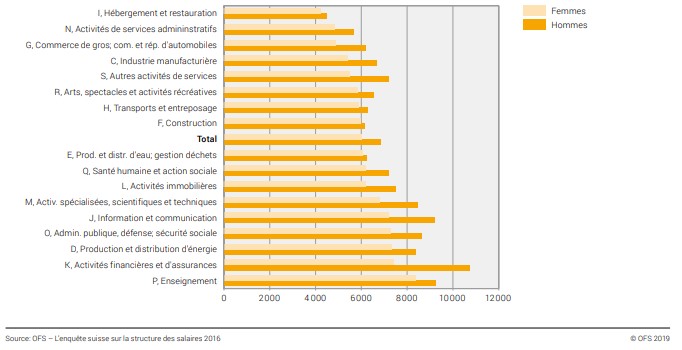 Femmes
Hommes
I, Hébergement et restauration
N, Activités de services admininstratifs
G, Commerce de gros; com. et rép. d'automobiles
C, Industrie manufacturière
S, Autres activités de services
R, Arts, spectacles et activités récréatives
H, Transports et entreposage
F, Construction
Total
E, Prod. et distr. d'eau; gestion déchets
Q, Santé humaine et action sociale
L, Activités immobilières
M, Activ. spécialisées, scientifiques et techniques
J, Information et communication
O, Admin. publique, défense; sécurité sociale
D, Production et distribution d'énergie
K, Activités financières et d'assurances
P, Enseignement
0 2000 4000 6000 8000 10000 12000
Source: OFS – L'enquête suisse sur la structure des salaires 2016 © OFS 2019